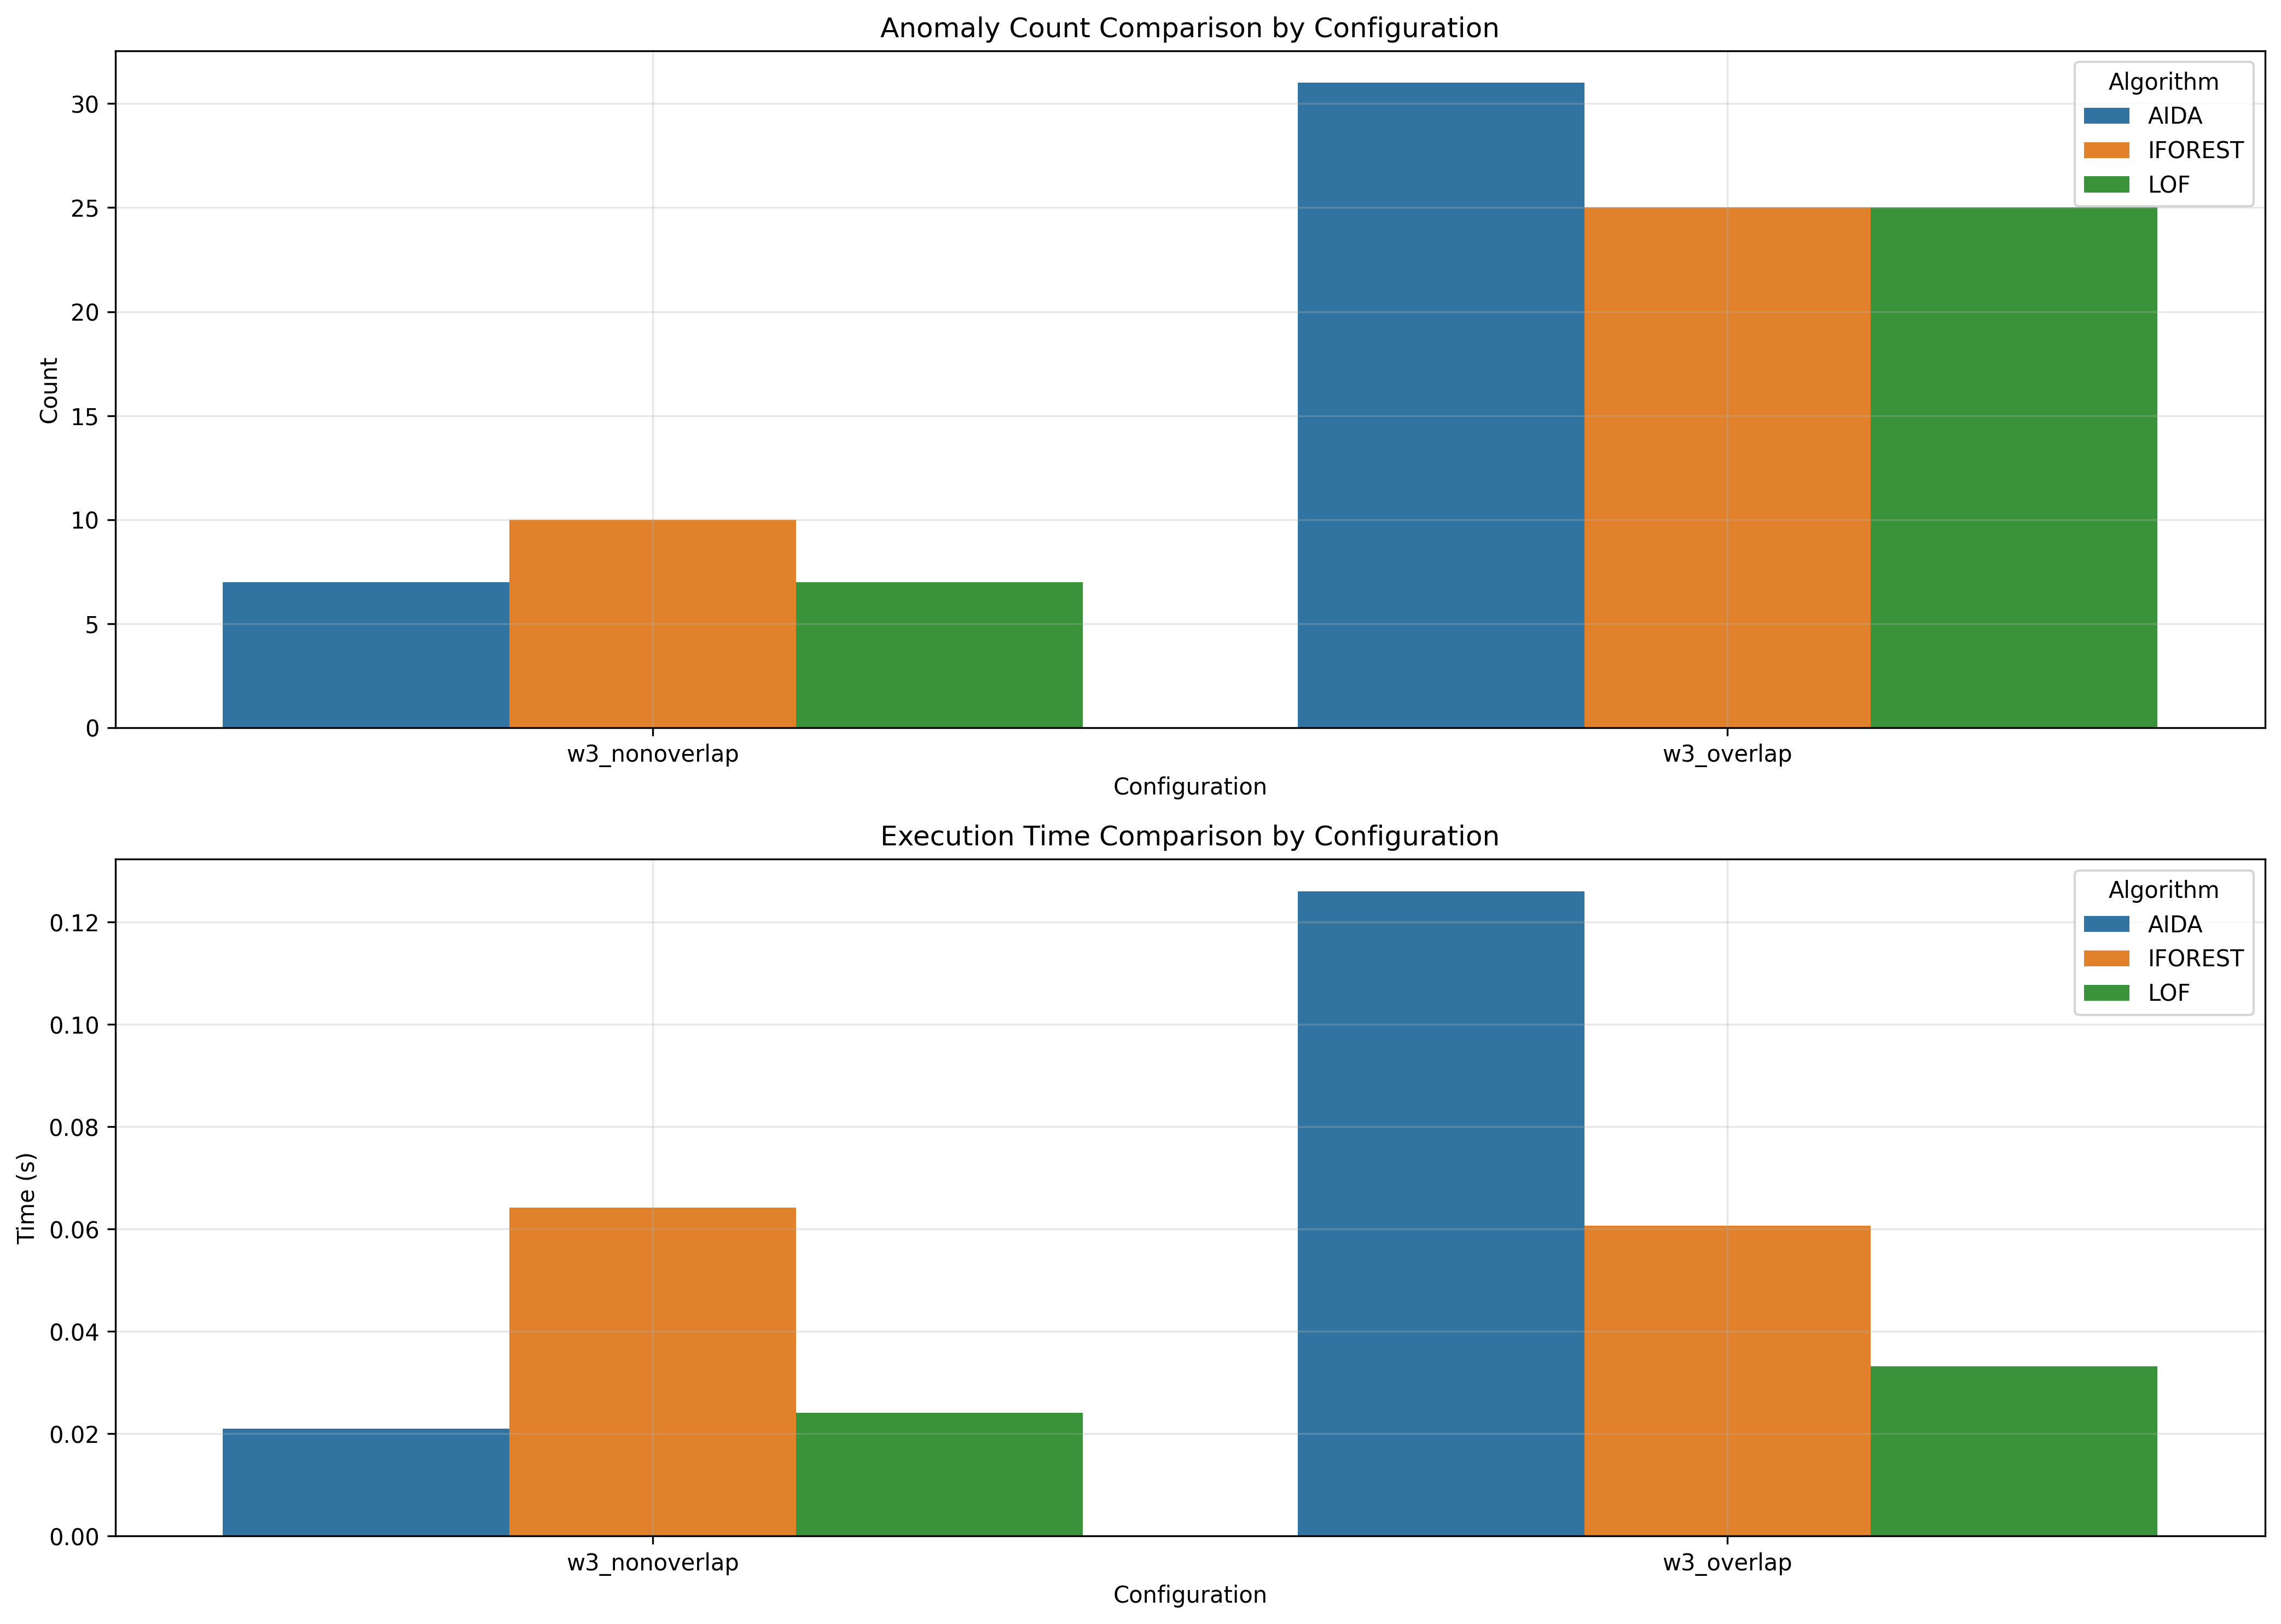 Anomaly Count Comparison by Configuration
Algorithm
AIDA
IFOREST
LOF
30
25
20
15
10
5
0
Count
w3_nonoverlap
w3_overlap
Configuration
Execution Time Comparison by Configuration
Algorithm
AIDA
IFOREST
LOF
0.12
0.10
0.08
0.06
0.04
0.02
0.00
Time (s)
w3_nonoverlap
w3_overlap
Configuration